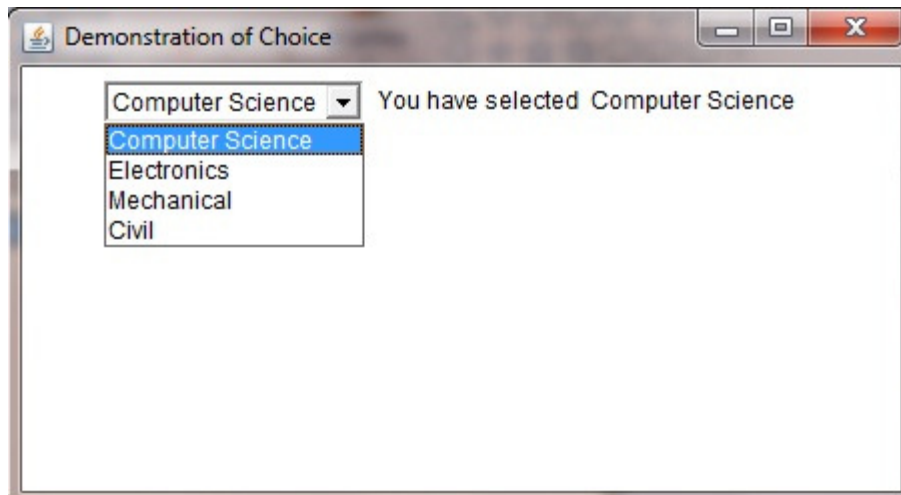 Demonstration of Choice
Computer Science You have selected Computer Science
Computer Science
Electronics
Mechanical
Civil